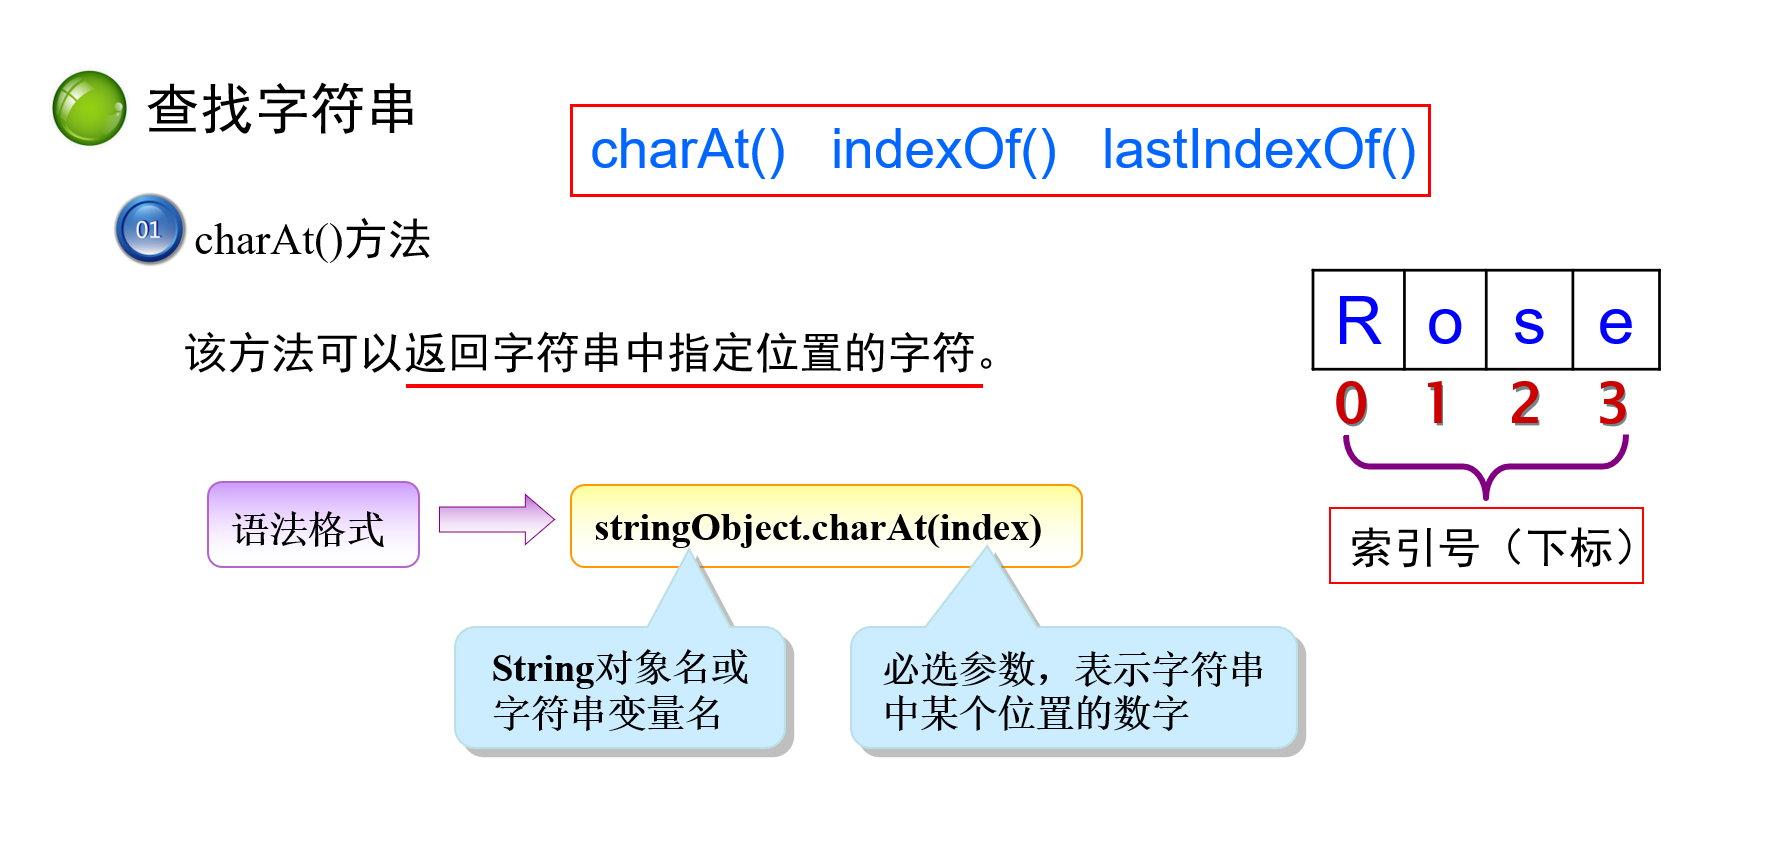 查找字符串
charAt() indexOf() lastIndexOf()
01
charAt()方法
R o s e
0 1 2 3
该方法可以返回字符串中指定位置的字符。
语法格式
stringObject.charAt(index)
索引号（下标）
String对象名或
字符串变量名
必选参数，表示字符串
中某个位置的数字